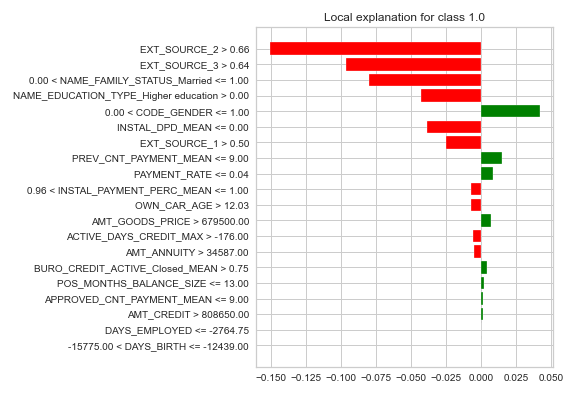 Local explanation for class 1.0
EXT_SOURCE_2 > 0.66
EXT_SOURCE_3 > 0.64
0.00 < NAME_FAMILY_STATUS_Married <= 1.00
NAME_EDUCATION_TYPE_Higher education > 0.00
0.00 < CODE_GENDER <= 1.00
INSTAL_DPD_MEAN <= 0.00
EXT_SOURCE_1 > 0.50
PREV_CNT_PAYMENT_MEAN <= 9.00
PAYMENT_RATE <= 0.04
0.96 < INSTAL_PAYMENT_PERC_MEAN <= 1.00
OWN_CAR_AGE > 12.03
AMT_GOODS_PRICE > 679500.00
ACTIVE_DAYS_CREDIT_MAX > -176.00
AMT_ANNUITY > 34587.00
BURO_CREDIT_ACTIVE_Closed_MEAN > 0.75
POS_MONTHS_BALANCE_SIZE <= 13.00
APPROVED_CNT_PAYMENT_MEAN <= 9.00
AMT_CREDIT > 808650.00
DAYS_EMPLOYED <= -2764.75
-15775.00 < DAYS_BIRTH <= -12439.00
−0.150 −0.125 −0.100 −0.075 −0.050 −0.025 0.000 0.025 0.050